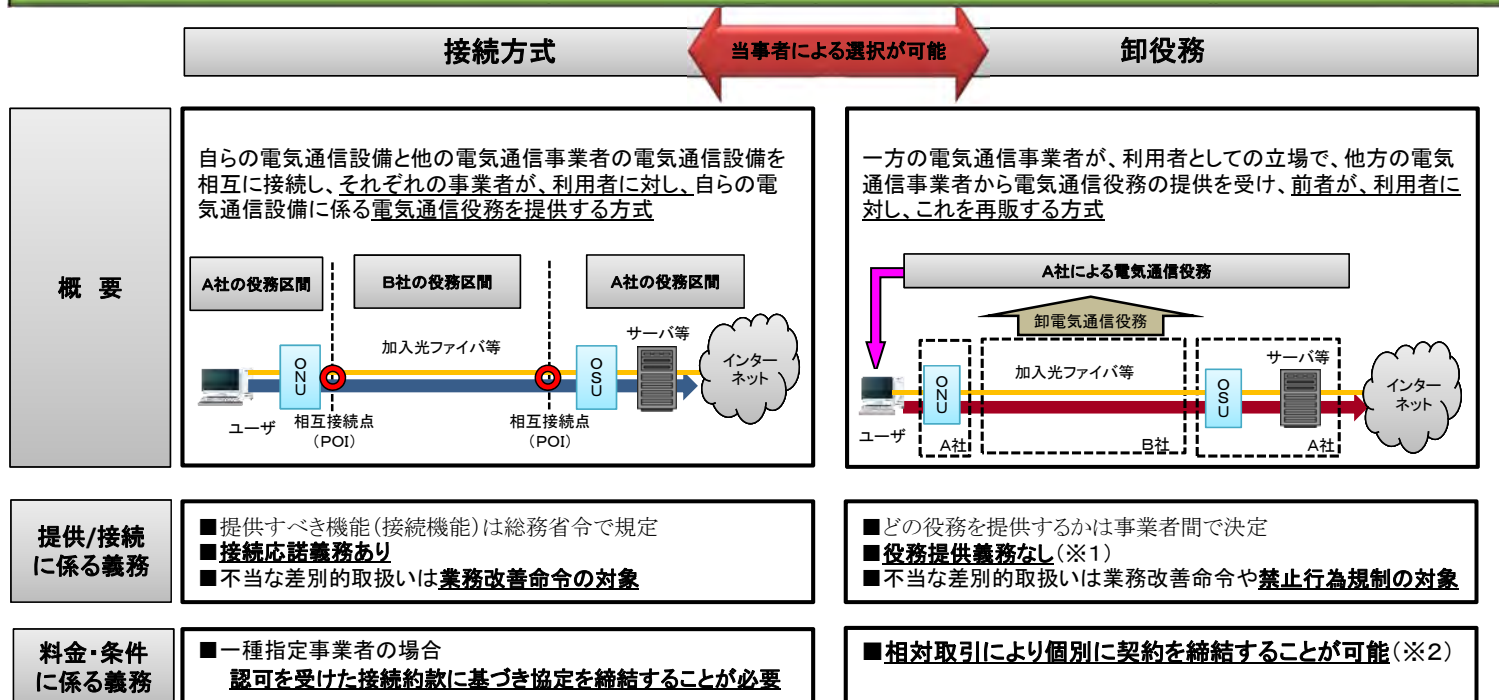 接続方式
当事者による選択が可能
卸役務
概 要
自らの電気通信設備と他の電気通信事業者の電気通信設備を
相互に接続し、それぞれの事業者が、利用者に対し、自らの電
気通信設備に係る電気通信役務を提供する方式
A社の役務区間
B社の役務区間
A社の役務区間
サーバ等
加入光ファイバ等
ONU
OSU
インター
ネット
ユーザ
相互接続点
(POI)
相互接続点
(POI)
一方の電気通信事業者が、利用者としての立場で、他方の電気
通信事業者から電気通信役務の提供を受け、前者が、利用者に
対し、これを再販する方式
A社による電気通信役務
卸電気通信役務
サーバ等
加入光ファイバ等
ONU
OSU
インター
ネット
ユーザ
A社
B社
A社
提供/接続
に係る義務
■提供すべき機能(接続機能)は総務省令で規定
■接続応諾義務あり
■不当な差別的取扱いは業務改善命令の対象
■どの役務を提供するかは事業者間で決定
■役務提供義務なし(※1)
■不当な差別的取扱いは業務改善命令や禁止行為規制の対象
料金・条件
に係る義務
■一種指定事業者の場合
認可を受けた接続約款に基づき協定を締結することが必要
■相対取引により個別に契約を締結することが可能(※2)